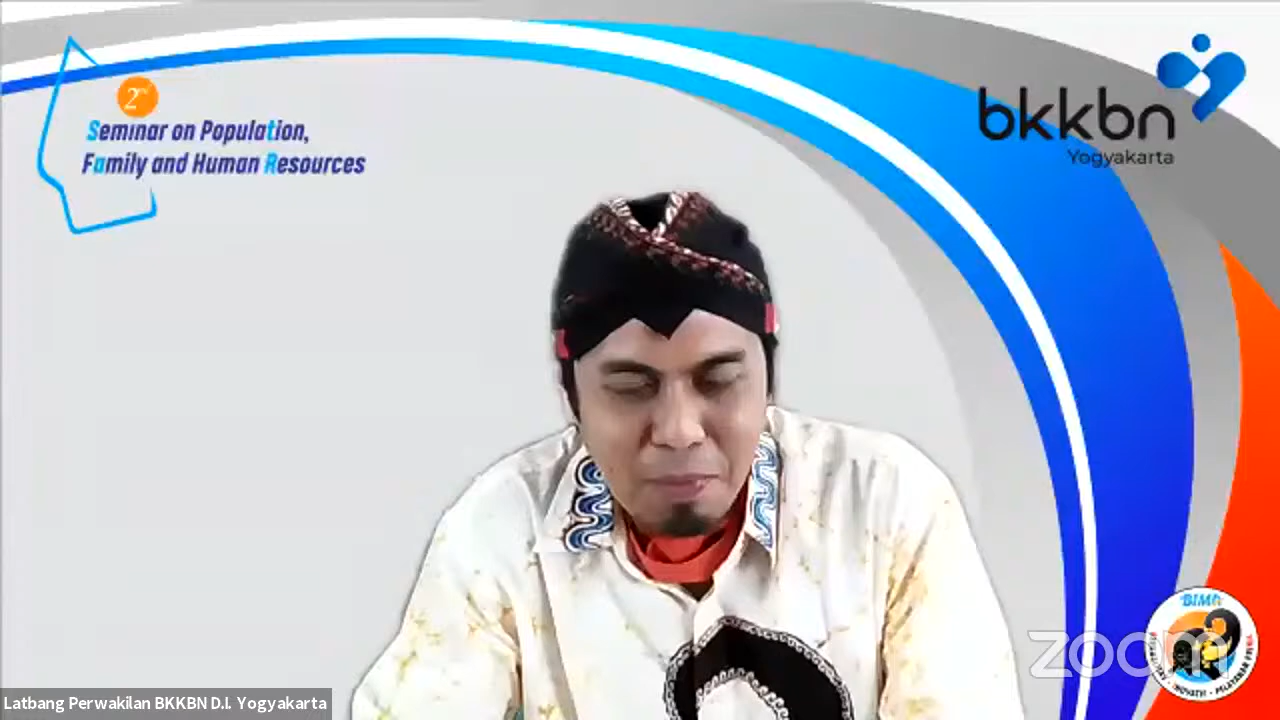 2nd
Seminar on Population,
Family and Human Resources
bkkbn
Yogyakarta
BIMA
zoom
Latbang Perwakilan BKKBN D.I. Yogyakarta